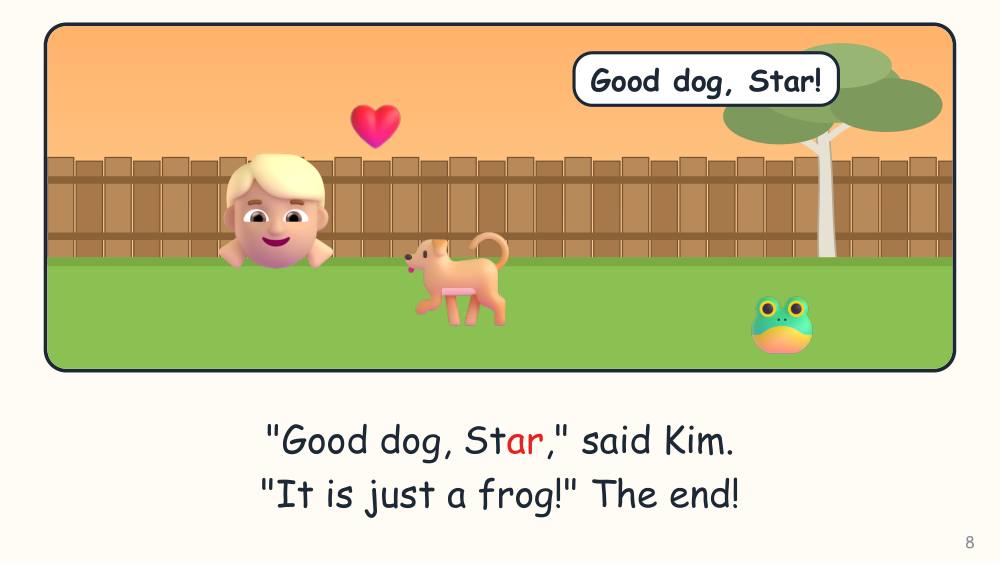 Good dog, Star!
"Good dog, Star," said Kim.
"It is just a frog!" The end!
8